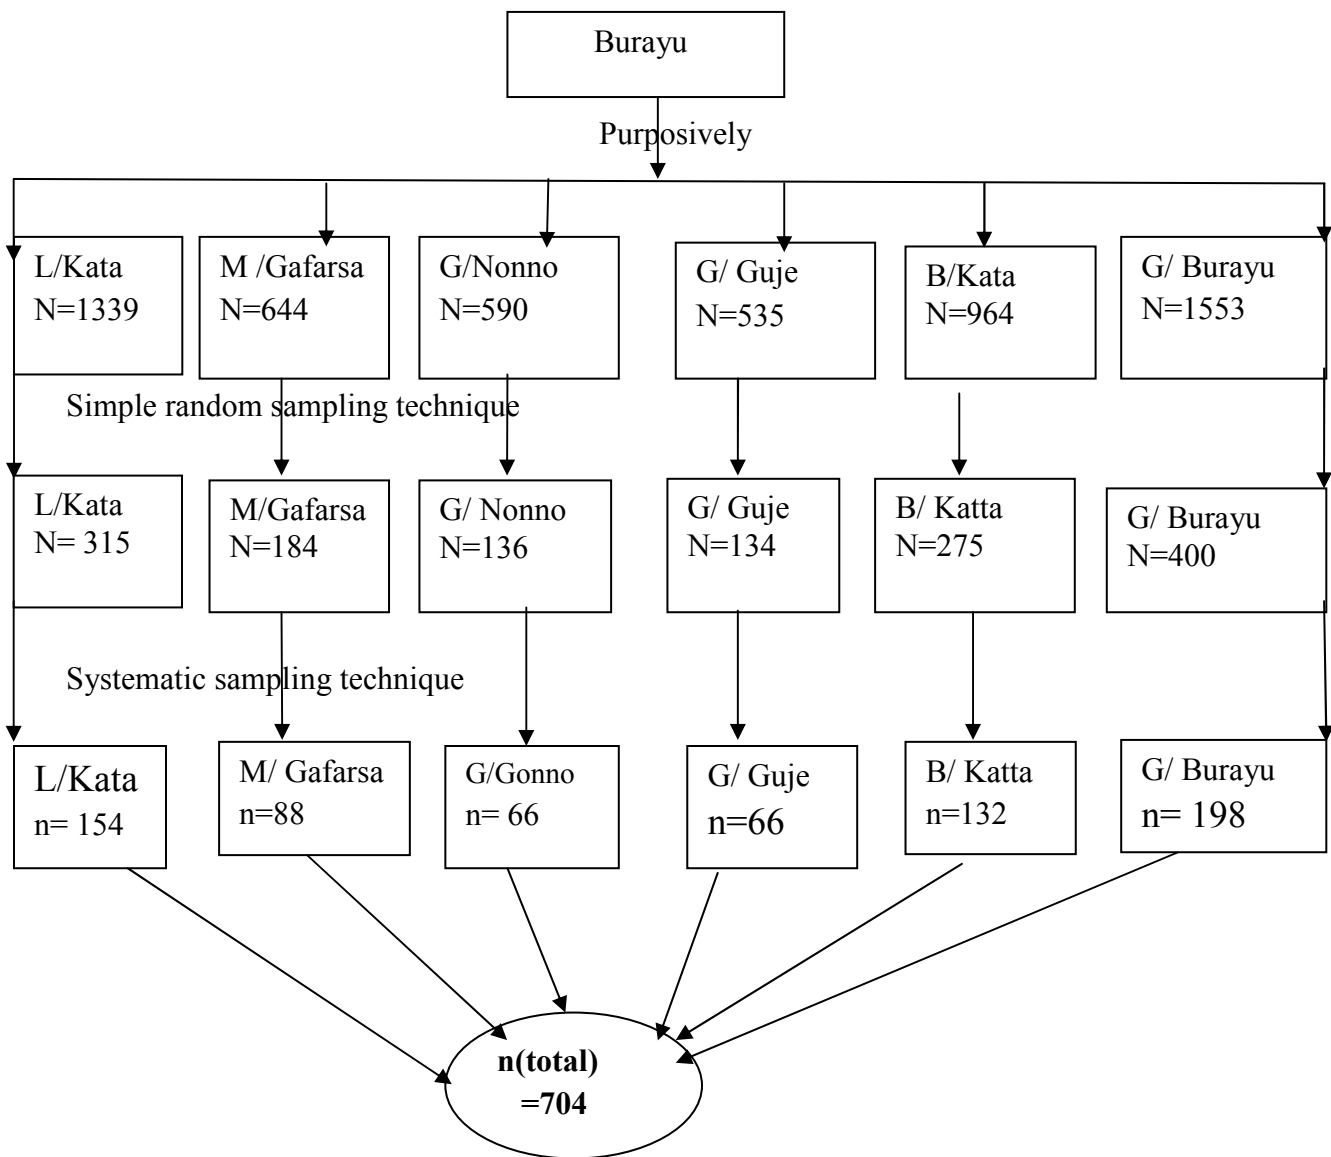 Burayu
Purposively
L/Kata
N=1339
M /Gafarsa
N=644
G/Nonno
N=590
G/ Guje
N=535
B/Kata
N=964
G/ Burayu
N=1553
Simple random sampling technique
L/Kata
N= 315
M/Gafarsa
N=184
G/ Nonno
N=136
G/ Guje
N=134
B/ Katta
N=275
G/ Burayu
N=400
Systematic sampling technique
L/Kata
n= 154
M/ Gafarsa
n=88
G/Gonno
n= 66
G/ Guje
n=66
B/ Katta
n=132
G/ Burayu
n= 198
n(total)
=704